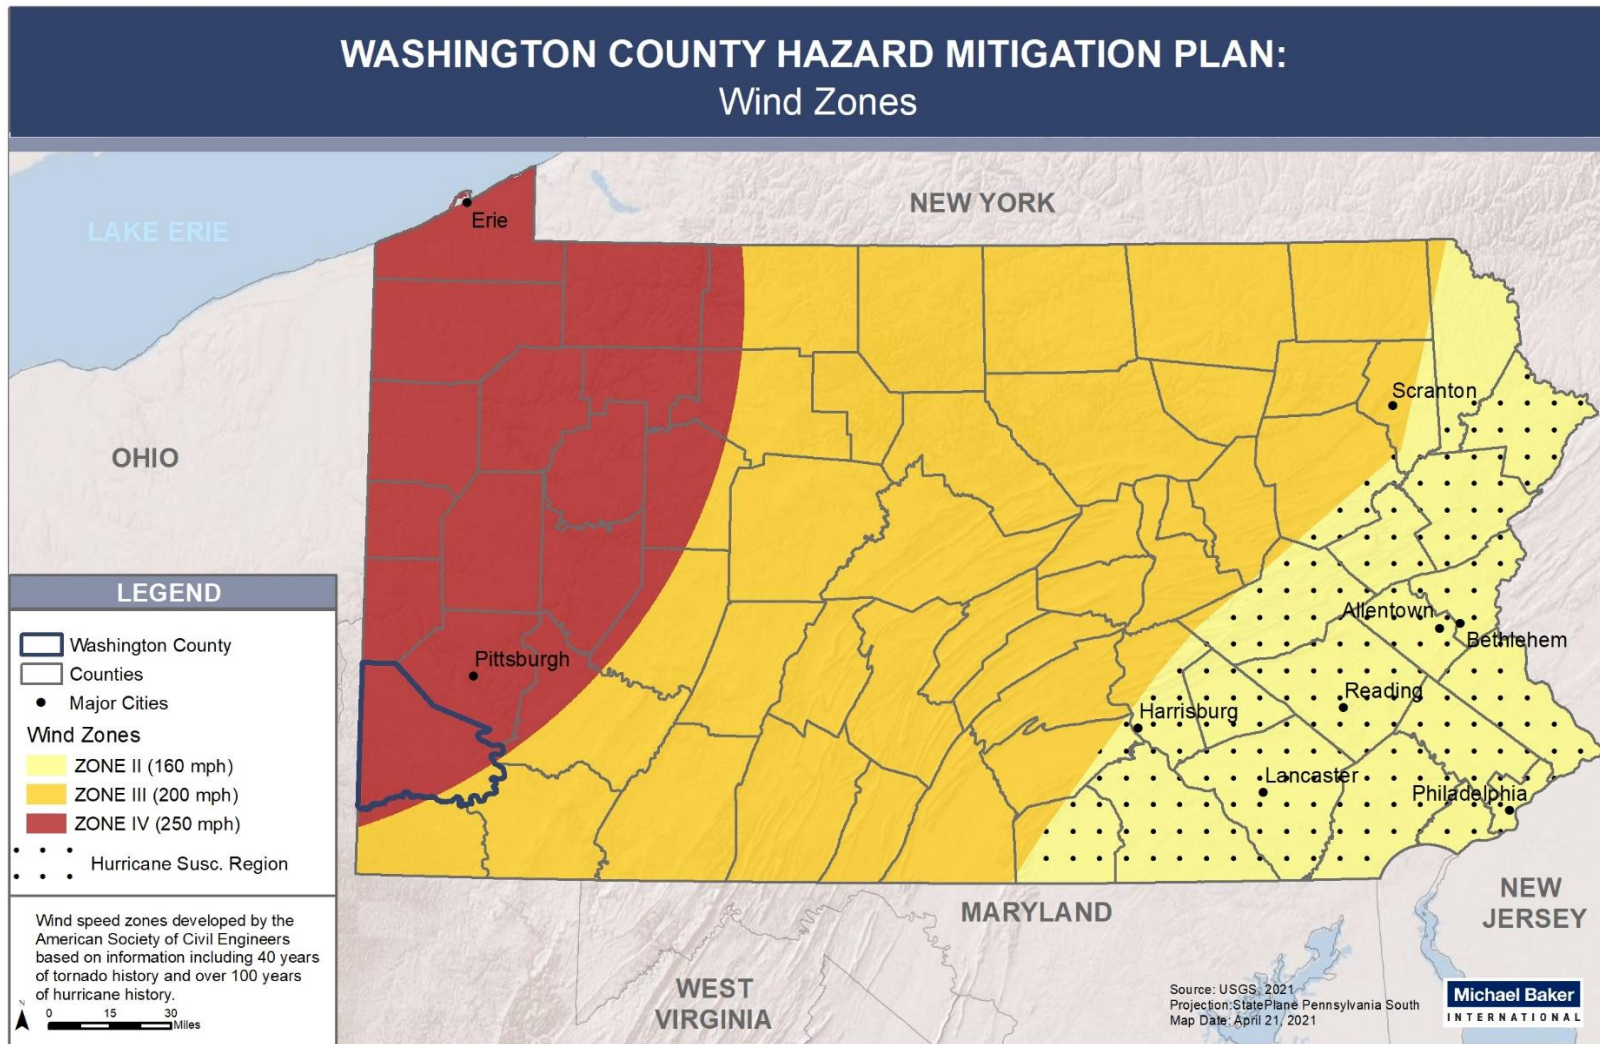 WASHINGTON COUNTY HAZARD MITIGATION PLAN:
Wind Zones
LAKE ERIE
Erie
NEW YORK
OHIO
Scranton
Allentown
Bethlehem
Pittsburgh
Reading
Harrisburg
Lancaster
Philadelphia
MARYLAND
NEW
JERSEY
WEST
VIRGINIA
LEGEND
Washington County
Counties
Major Cities
Wind Zones
ZONE II (160 mph)
ZONE III (200 mph)
ZONE IV (250 mph)
Hurricane Susc. Region
Wind speed zones developed by the
American Society of Civil Engineers
based on information including 40 years
of tornado history and over 100 years
of hurricane history.
N
0 15 30
Miles
Source: USGS, 2021
Projection:StatePlane Pennsylvania South
Map Date: April 21, 2021
Michael Baker
INTERNATIONAL